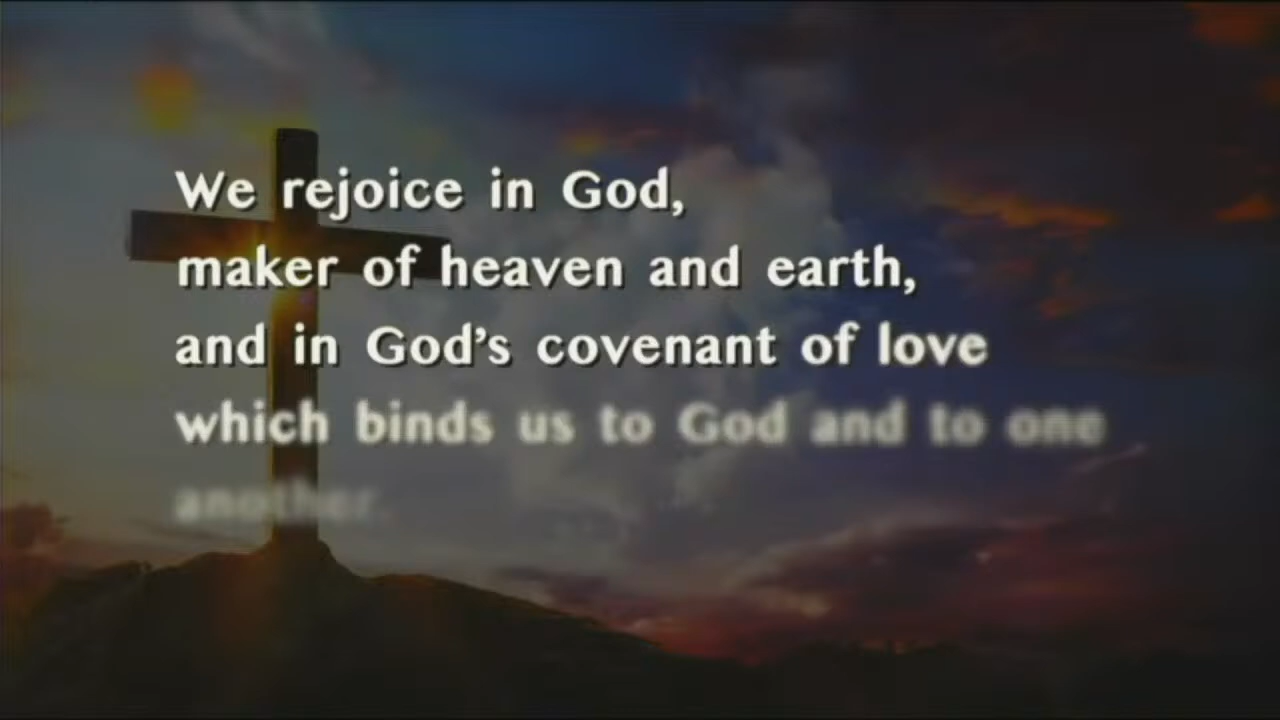 We rejoice in God,
maker of heaven and earth,
and in God’s covenant of love
which binds us to God and to one
another.